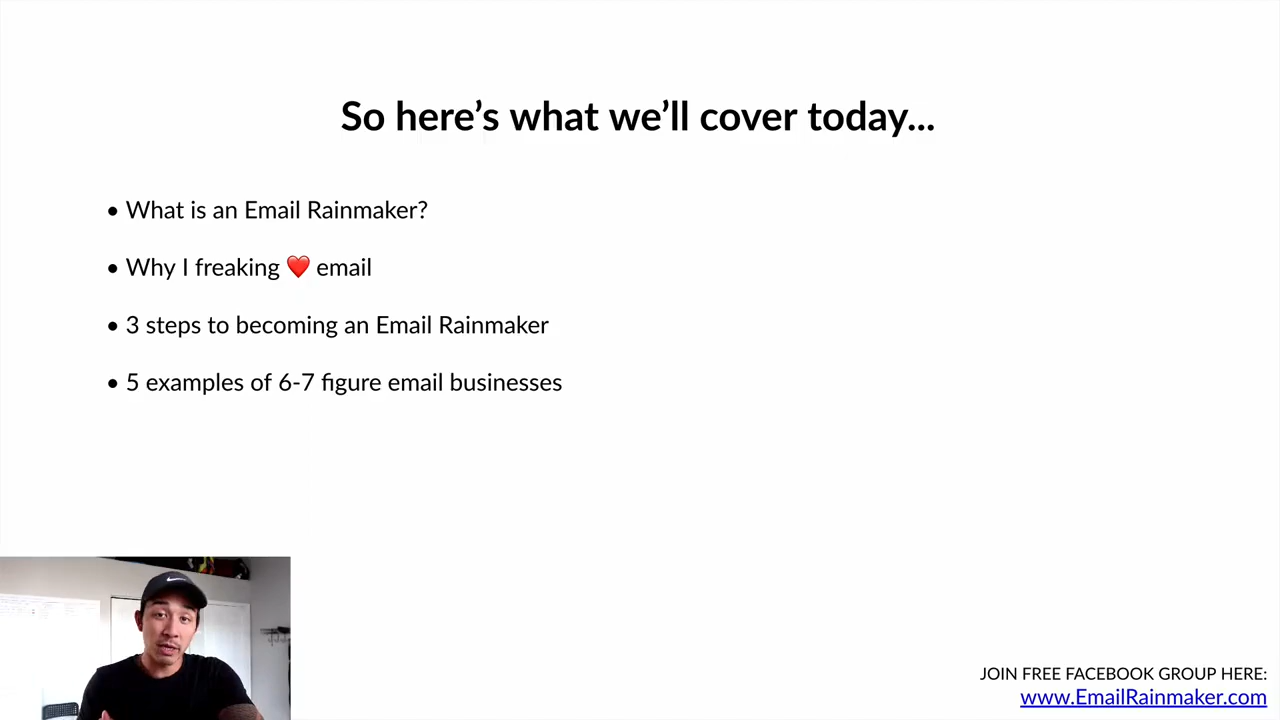 So here’s what we’ll cover today...
• What is an Email Rainmaker?
• Why I freaking ❤️ email
• 3 steps to becoming an Email Rainmaker
• 5 examples of 6-7 figure email businesses
JOIN FREE FACEBOOK GROUP HERE:
www.EmailRainmaker.com